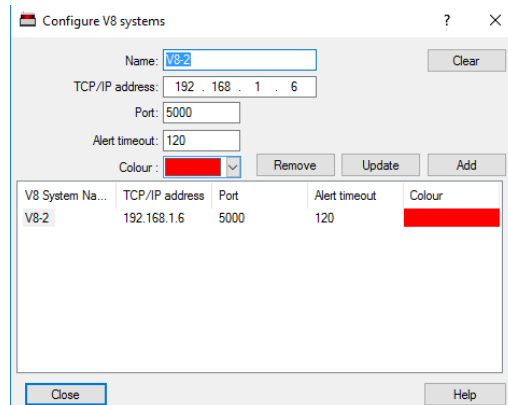 Configure V8 systems ? ×
Name: V8-2 Clear
TCP/IP address: 192 . 168 . 1 . 6
Port: 5000
Alert timeout: 120
Colour : Remove Update Add
V8 System Na... TCP/IP address Port Alert timeout Colour
V8-2 192.168.1.6 5000 120
Close Help